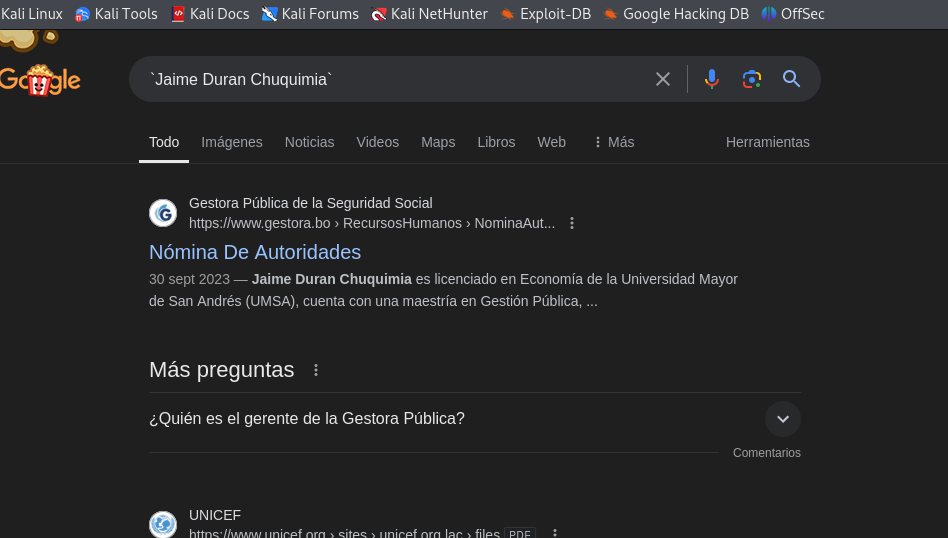 Kali Linux Kali Tools Kali Docs Kali Forums Kali NetHunter Exploit-DB Google Hacking DB OffSec
Google `Jaime Duran Chuquimia`
Todo Imágenes Noticias Videos Maps Libros Web Más Herramientas
Gestora Pública de la Seguridad Social
https://www.gestora.bo › RecursosHumanos › NominaAut...
Nómina De Autoridades
30 sept 2023 — Jaime Duran Chuquimia es licenciado en Economía de la Universidad Mayor
de San Andrés (UMSA), cuenta con una maestría en Gestión Pública, ...
Más preguntas
¿Quién es el gerente de la Gestora Pública?
Comentarios
UNICEF
https://www.unicef.org › sites › unicef.org.lac › files PDF